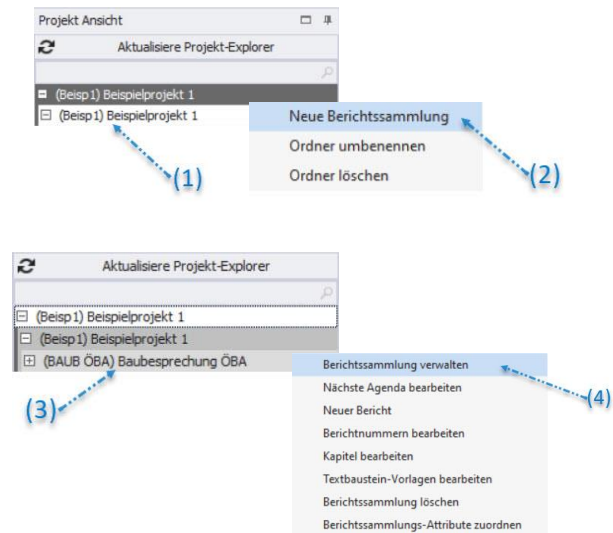 Projekt Ansicht
Aktualisiere Projekt-Explorer
(Beisp1) Beispielprojekt 1
(Beisp1) Beispielprojekt 1
(1)
Neue Berichtssammlung
Ordner umbenennen
Ordner löschen
(2)
Aktualisiere Projekt-Explorer
(Beisp1) Beispielprojekt 1
(Beisp1) Beispielprojekt 1
(BAUB ÖBA) Baubesprechung ÖBA
(3)
Berichtssammlung verwalten
Nächste Agenda bearbeiten
Neuer Bericht
Berichtnummern bearbeiten
Kapitel bearbeiten
Textbaustein-Vorlagen bearbeiten
Berichtssammlung löschen
Berichtssammlungs-Attribute zuordnen
(4)